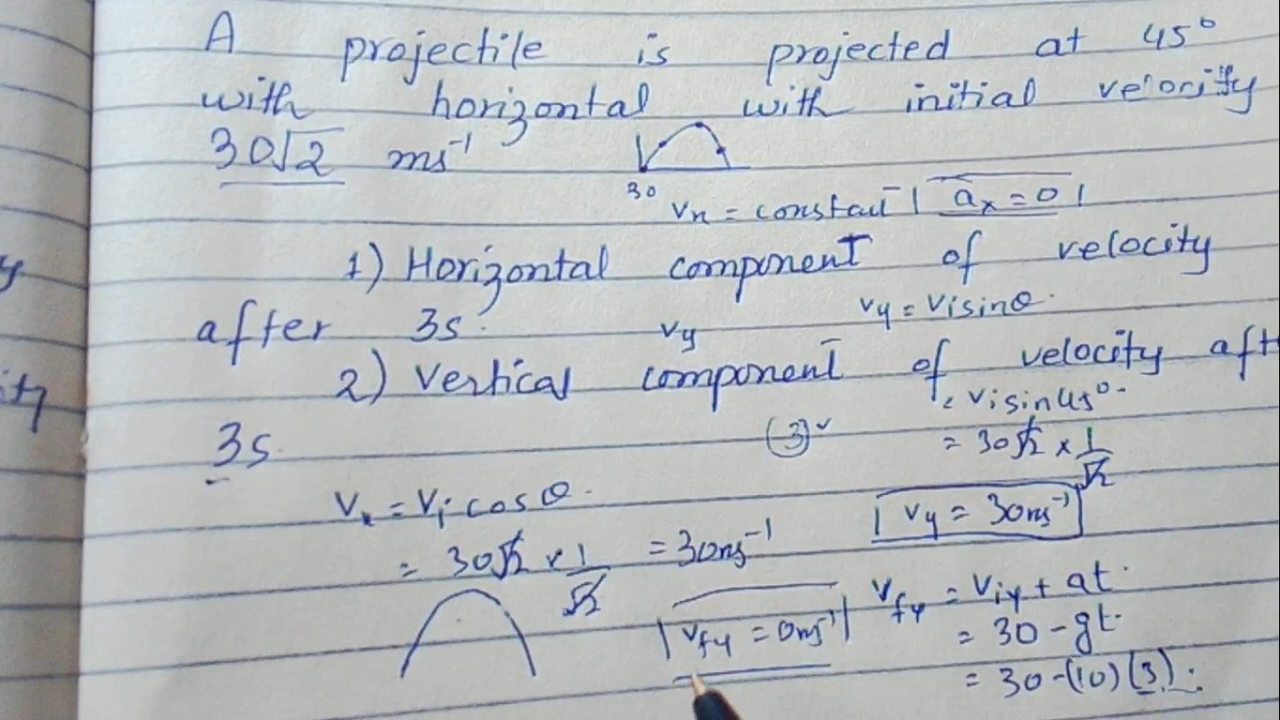 A projectile is projected at 45°
with horizontal with initial velocity
30√2 ms⁻¹
30
Vx = constant | ax = 0 |
1) Horizontal component of velocity
after 3s.
Vy
Vy = Visinθ.
2) Vertical component of velocity aft
= Visin45°
3s.
(3)
= 30√2 × 1/√2
Vx = Vi cosθ.
Vy = 30ms⁻¹
= 30√2 × 1/√2 = 30ms⁻¹
Vfy = Viy + at.
Vfy = 0ms⁻¹
= 30 - gt.
= 30 - (10)(3).